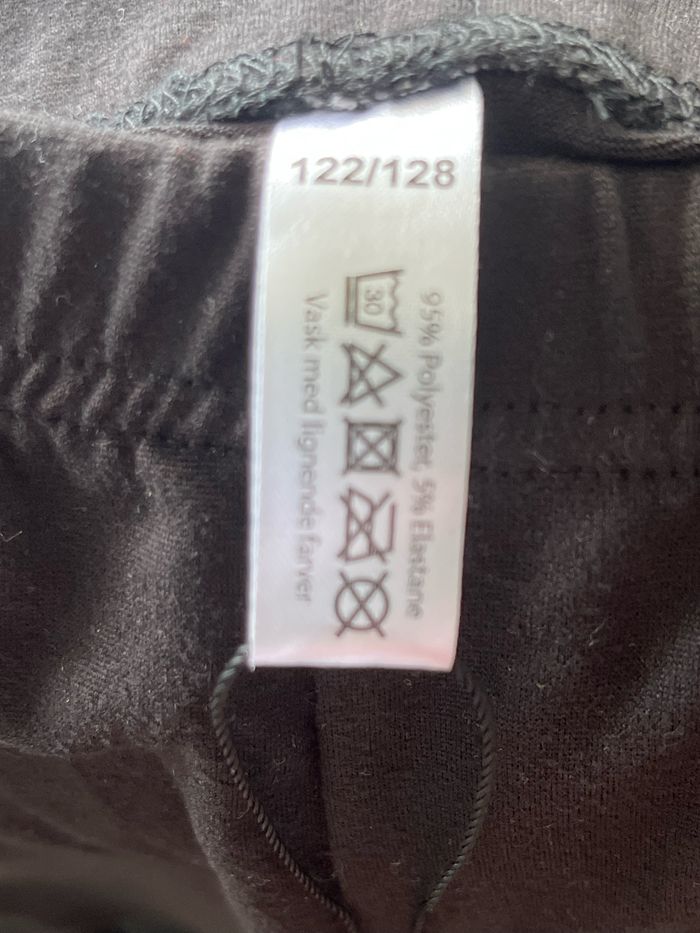 122/128
95% Polyester, 5% Elastane
30
Vask med lignende farver